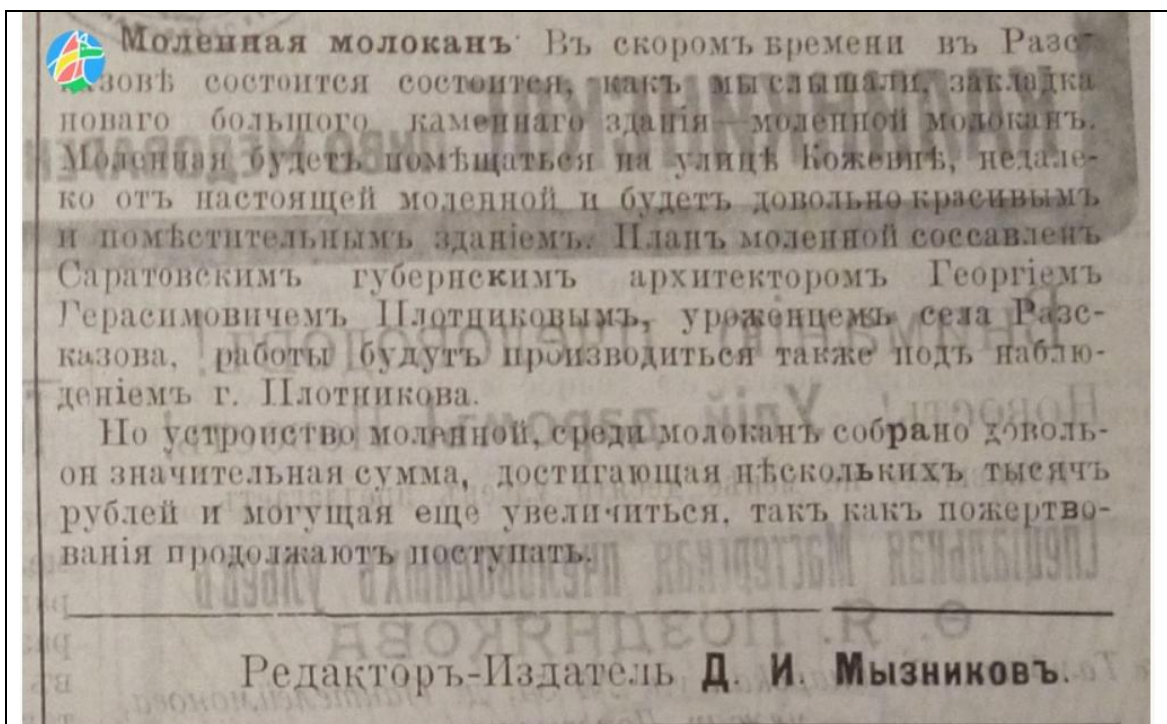 Моленная молоканъ. Въ скоромъ времени въ Разс-
казовѣ состоится состоится, какъ мы слышали, закладка
новаго большого каменнаго зданія—моленной молоканъ.
Моленная будетъ помѣщаться на улицѣ Кожевнѣ, недале-
ко отъ настоящей моленной и будетъ довольно красивымъ
и помѣстительнымъ зданіемъ. Планъ моленной соссавленъ
Саратовскимъ губернскимъ архитекторомъ Георгіемъ
Герасимовичемъ Плотниковымъ, уроженцемъ села Разс-
казова, работы будутъ производиться также подъ наблю-
деніемъ г. Плотникова.
Но устроиство моленной, среди молоканъ собрано доволь-
он значительная сумма, достигающая нѣсколькихъ тысячъ
рублей и могущая еще увеличиться, такъ какъ пожертво-
ванія продолжаютъ поступать.
Редакторъ-Издатель Д. И. Мызниковъ.